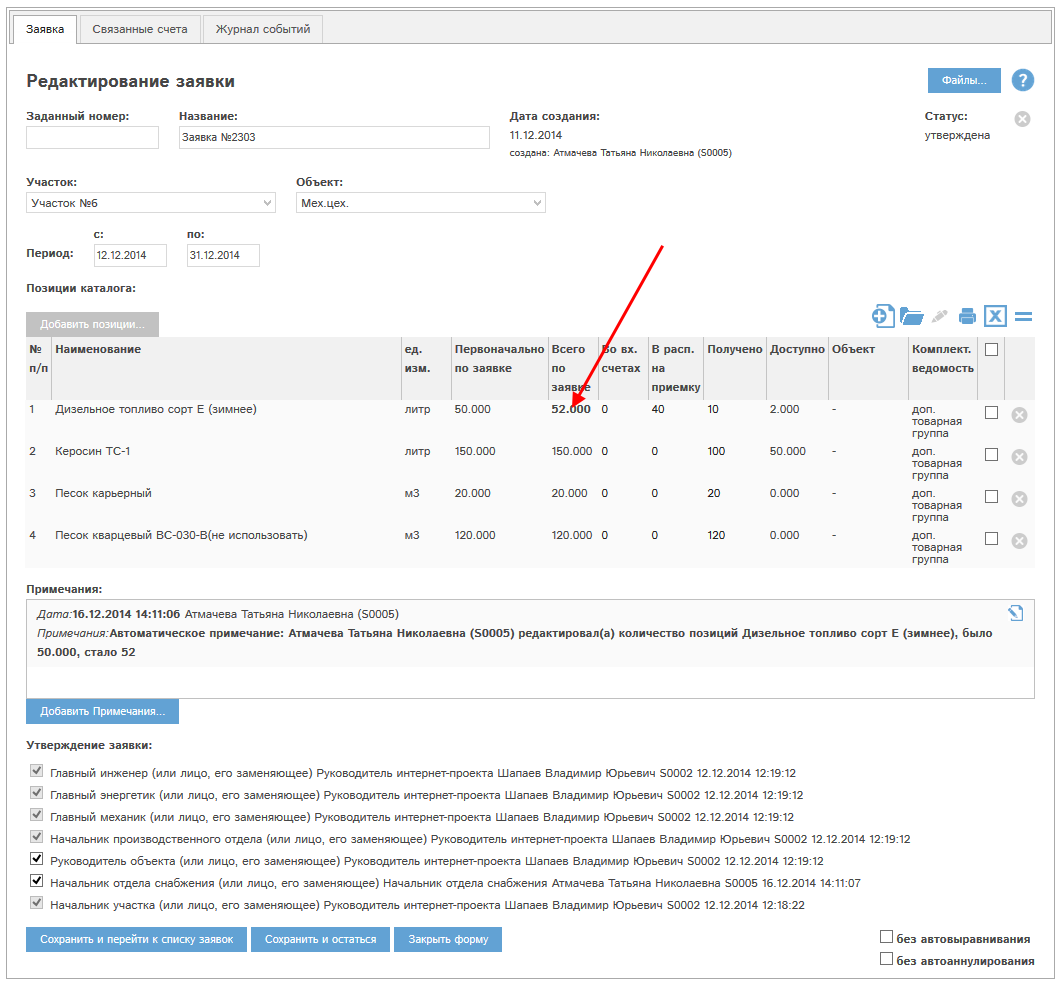 Заявка
Связанные счета
Журнал событий
Редактирование заявки
Файлы...
?
Заданный номер:
Название:
Дата создания:
Статус:
Заявка №2303
11.12.2014
утверждена
создана: Атмачева Татьяна Николаевна (S0005)
Участок:
Объект:
Участок №6
Мех.цех.
с:
по:
Период:
12.12.2014
31.12.2014
Позиции каталога:
Добавить позиции...
№ п/п
Наименование
ед. изм.
Первоначально по заявке
Всего по заявке
Во вх. счетах
В расп. на приемку
Получено
Доступно
Объект
Комплект. ведомость
1 Дизельное топливо сорт Е (зимнее) литр 50.000 52.000 0 40 10 2.000 - доп. товарная группа
2 Керосин ТС-1 литр 150.000 150.000 0 0 100 50.000 - доп. товарная группа
3 Песок карьерный м3 20.000 20.000 0 0 20 0.000 - доп. товарная группа
4 Песок кварцевый ВС-030-В(не использовать) м3 120.000 120.000 0 0 120 0.000 - доп. товарная группа
Примечания:
Дата:16.12.2014 14:11:06 Атмачева Татьяна Николаевна (S0005)
Примечания:Автоматическое примечание: Атмачева Татьяна Николаевна (S0005) редактировал(а) количество позиций Дизельное топливо сорт Е (зимнее), было
50.000, стало 52
Добавить Примечания...
Утверждение заявки:
Главный инженер (или лицо, его заменяющее) Руководитель интернет-проекта Шапаев Владимир Юрьевич S0002 12.12.2014 12:19:12
Главный энергетик (или лицо, его заменяющее) Руководитель интернет-проекта Шапаев Владимир Юрьевич S0002 12.12.2014 12:19:12
Главный механик (или лицо, его заменяющее) Руководитель интернет-проекта Шапаев Владимир Юрьевич S0002 12.12.2014 12:19:12
Начальник производственного отдела (или лицо, его заменяющее) Руководитель интернет-проекта Шапаев Владимир Юрьевич S0002 12.12.2014 12:19:12
Руководитель объекта (или лицо, его заменяющее) Руководитель интернет-проекта Шапаев Владимир Юрьевич S0002 12.12.2014 12:19:12
Начальник отдела снабжения (или лицо, его заменяющее) Начальник отдела снабжения Атмачева Татьяна Николаевна S0005 16.12.2014 14:11:07
Начальник участка (или лицо, его заменяющее) Руководитель интернет-проекта Шапаев Владимир Юрьевич S0002 12.12.2014 12:18:22
Сохранить и перейти к списку заявок
Сохранить и остаться
Закрыть форму
без автовыравнивания
без автоаннулирования